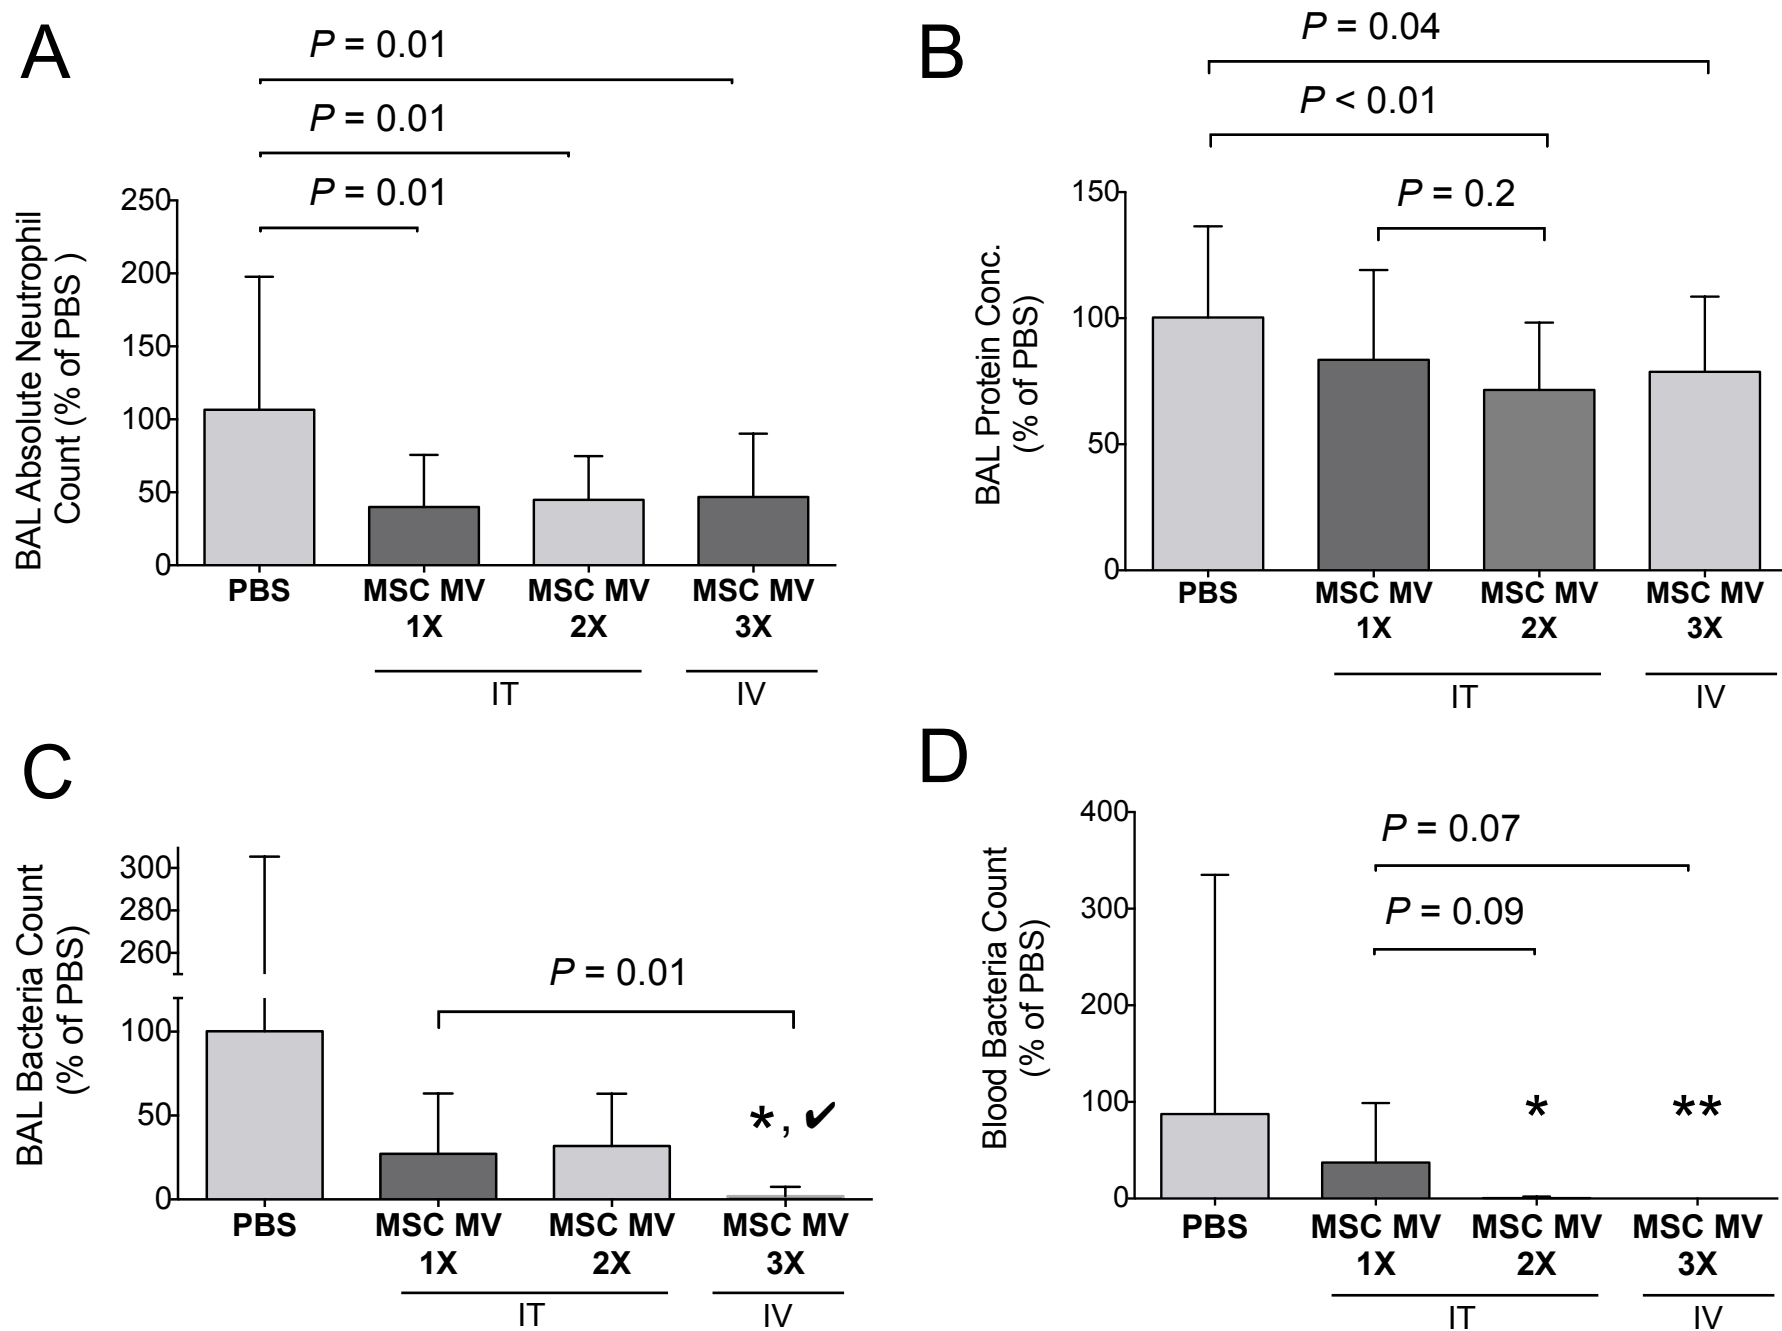 A
P = 0.01
P = 0.01
P = 0.01
BAL Absolute Neutrophil
Count (% of PBS )
250
200
150
100
50
0
PBS
MSC MV
1X
MSC MV
2X
MSC MV
3X
IT
IV
B
P = 0.04
P < 0.01
P = 0.2
BAL Protein Conc.
(% of PBS)
150
100
50
0
PBS
MSC MV
1X
MSC MV
2X
MSC MV
3X
IT
IV
C
BAL Bacteria Count
(% of PBS)
300
280
260
100
50
0
P = 0.01
*, ✔
PBS
MSC MV
1X
MSC MV
2X
MSC MV
3X
IT
IV
D
Blood Bacteria Count
(% of PBS)
400
300
200
100
0
P = 0.07
P = 0.09
*
**
PBS
MSC MV
1X
MSC MV
2X
MSC MV
3X
IT
IV